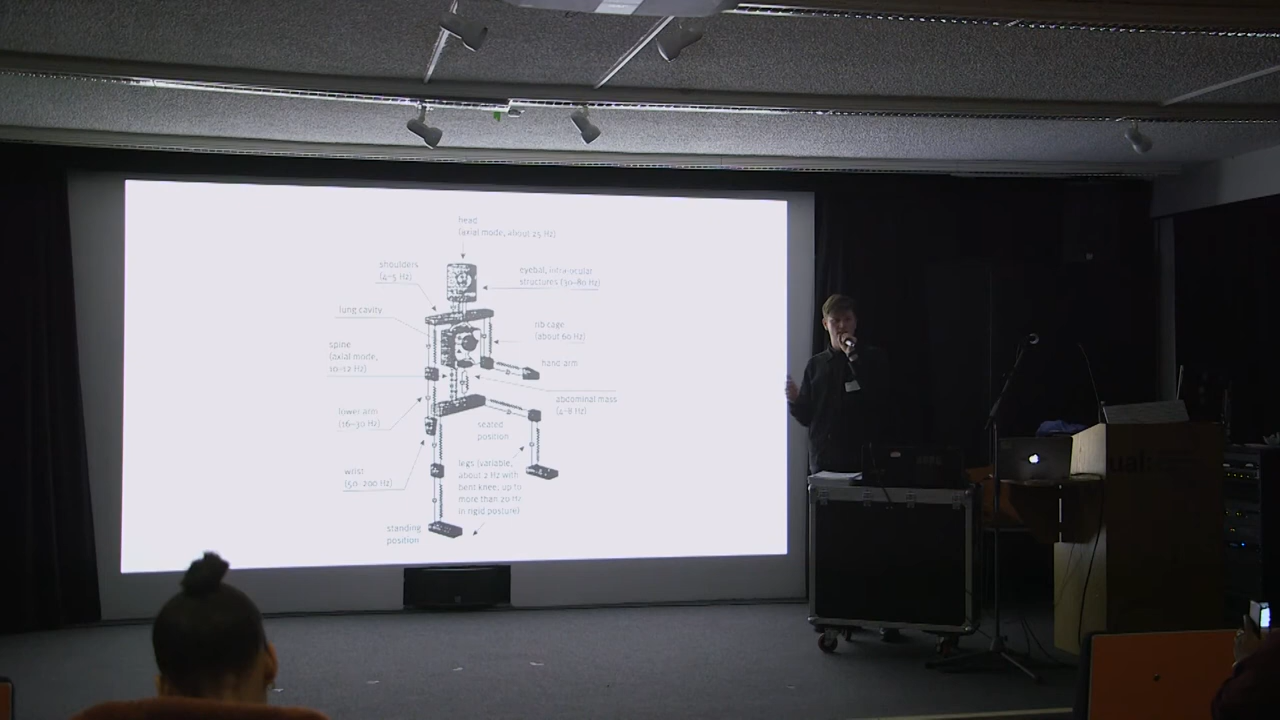 head
(axial mode, about 25 Hz)
shoulders
(4–5 Hz)
eyebal, intra-ocular
structures (30–80 Hz)
lung cavity
rib cage
(about 60 Hz)
spine
(axial mode,
10–12 Hz)
hand-arm
abdominal mass
(4–8 Hz)
lower arm
(16–30 Hz)
seated
position
wrist
(50–200 Hz)
legs (variable,
about 2 Hz with
bent knee, up to
more than 20 Hz
in rigid posture)
standing
position